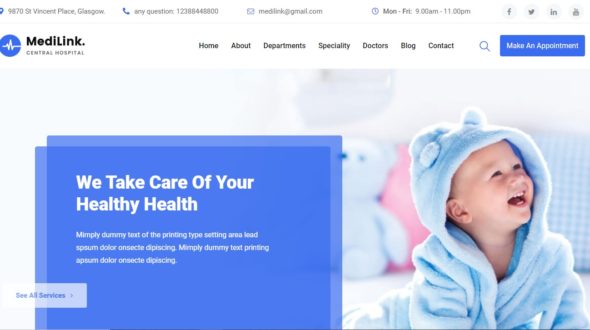 9870 St Vincent Place, Glasgow.
any question: 12388448800
medilink@gmail.com
Mon - Fri: 9.00am - 11.00pm
MediLink.
CENTRAL HOSPITAL
Home
About
Departments
Speciality
Doctors
Blog
Contact
Make An Appointment
We Take Care Of Your
Healthy Health
Mimply dummy text of the printing type setting area lead
spsum dolor onsecte dipiscing. Mimply dummy text printing
apsum dolor onsecte dipiscing.
See All Services